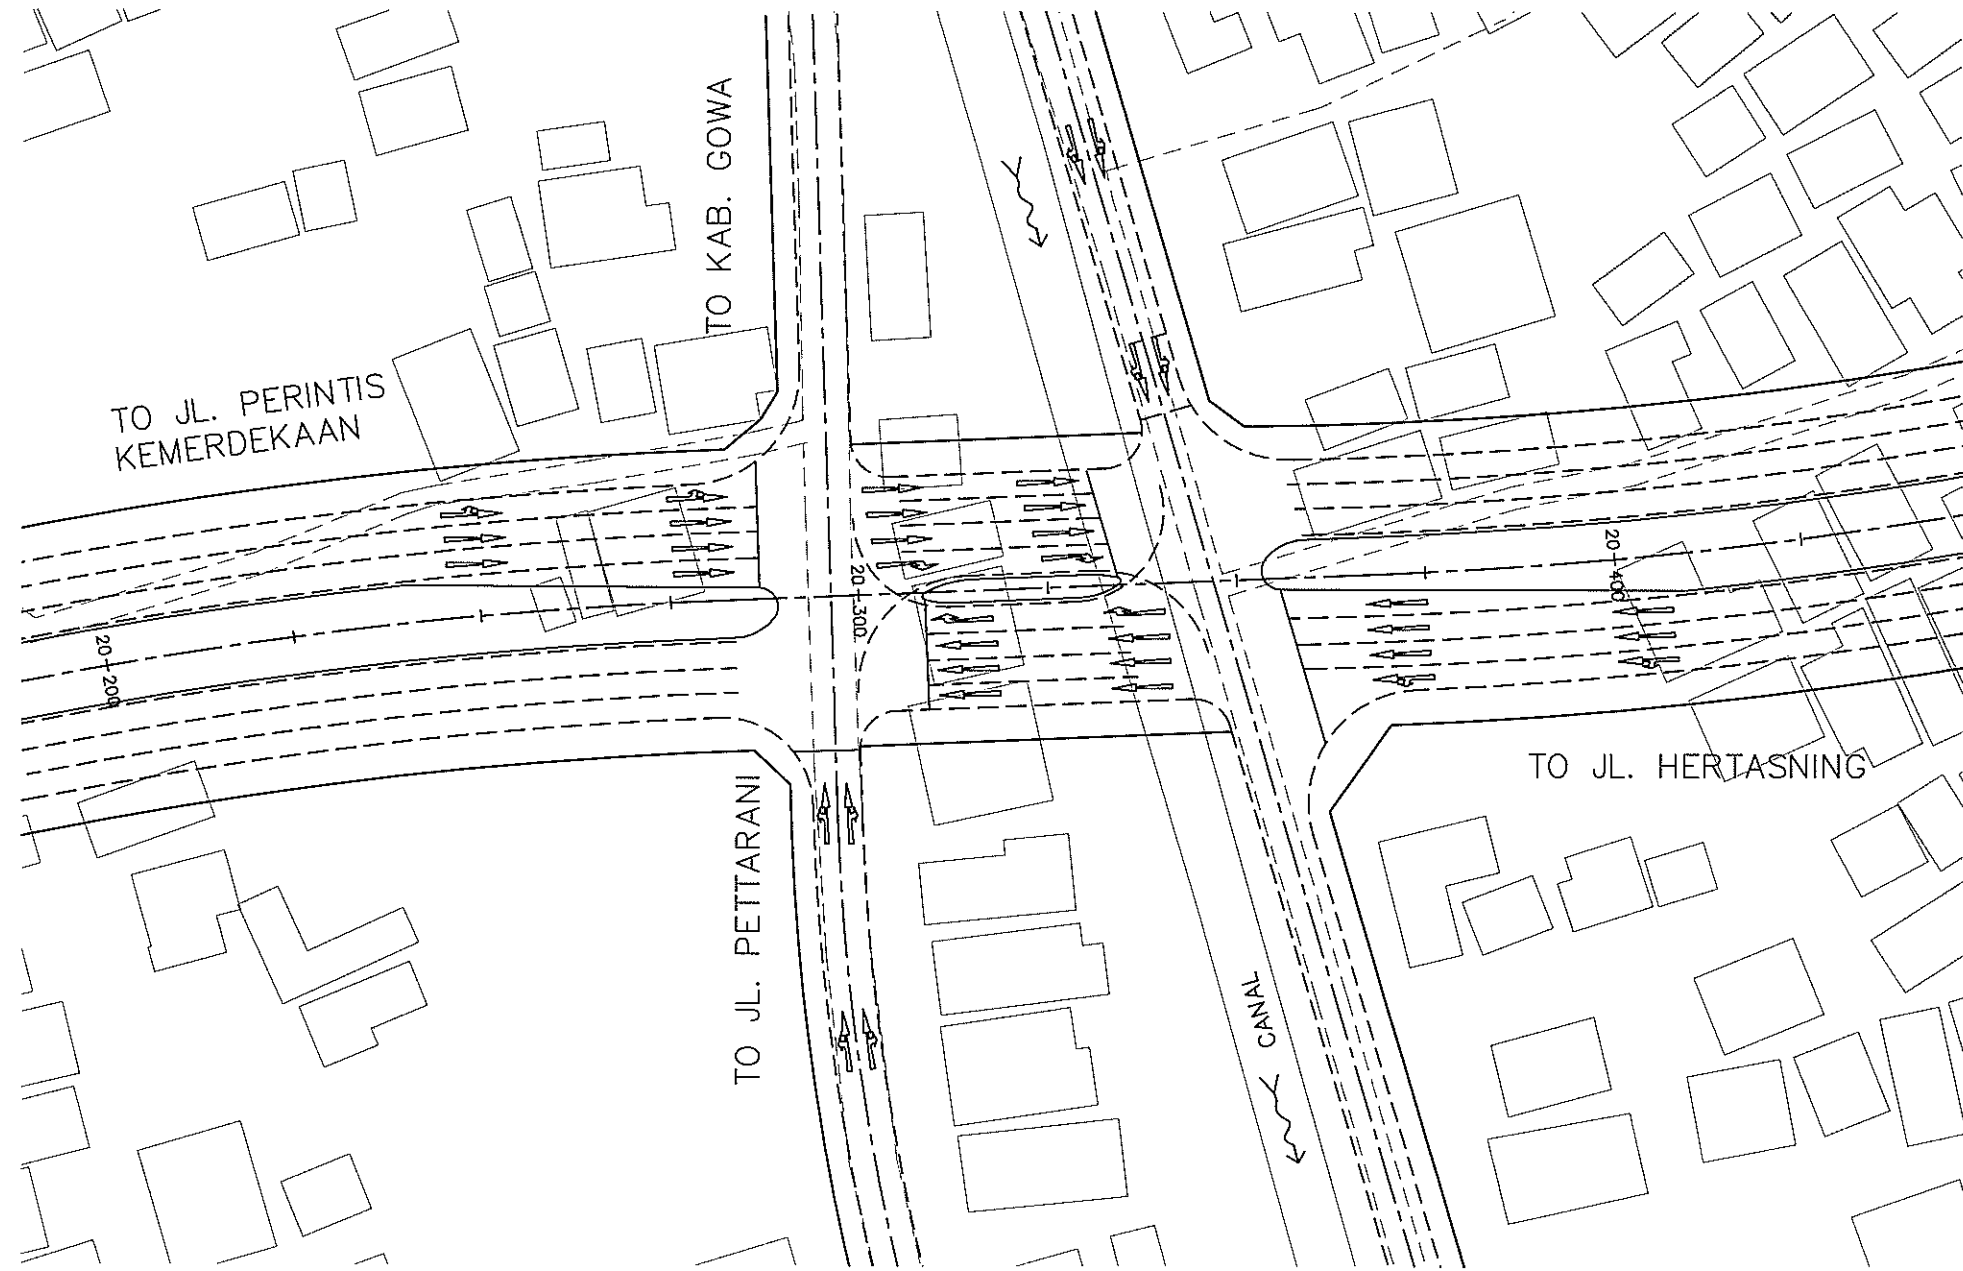 TO KAB. GOWA
TO JL. PERINTIS
KEMERDEKAAN
20-200
20-300
20-400
TO JL. HERTASNING
TO JL. PETTARANI
CANAL